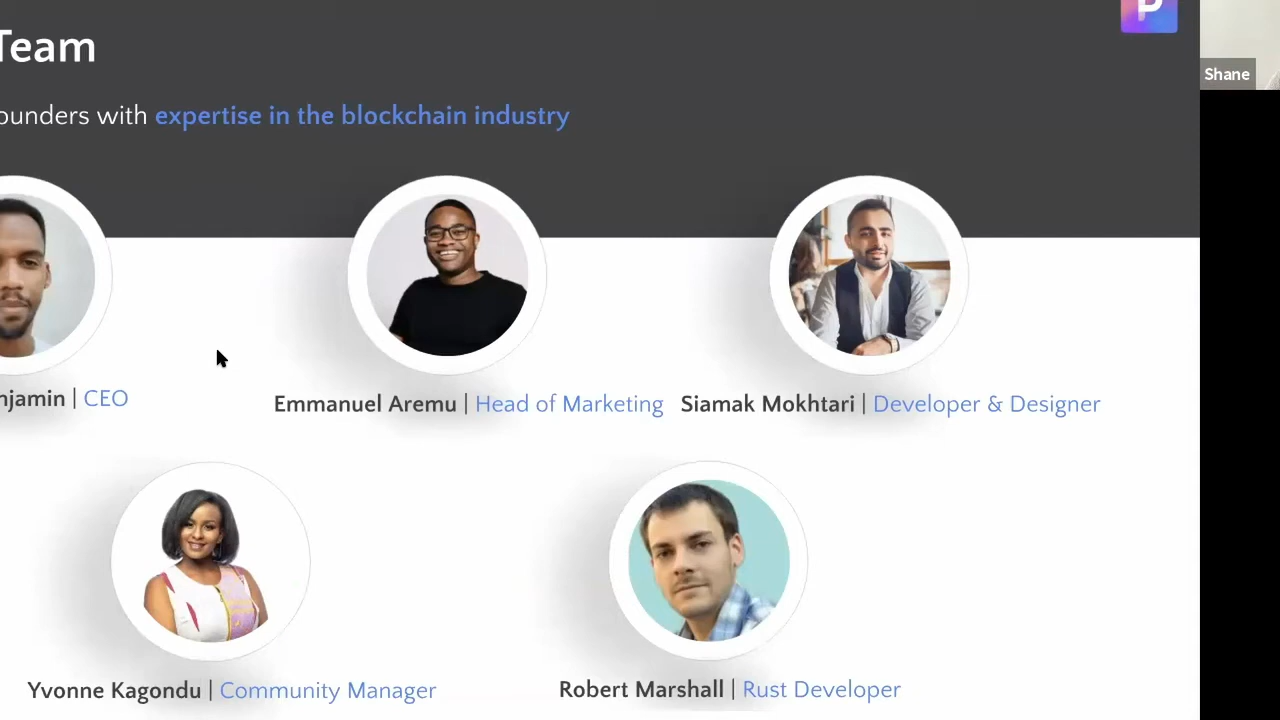 Team
ounders with expertise in the blockchain industry
P
Shane
njamin | CEO
Emmanuel Aremu | Head of Marketing
Siamak Mokhtari | Developer & Designer
Yvonne Kagondu | Community Manager
Robert Marshall | Rust Developer